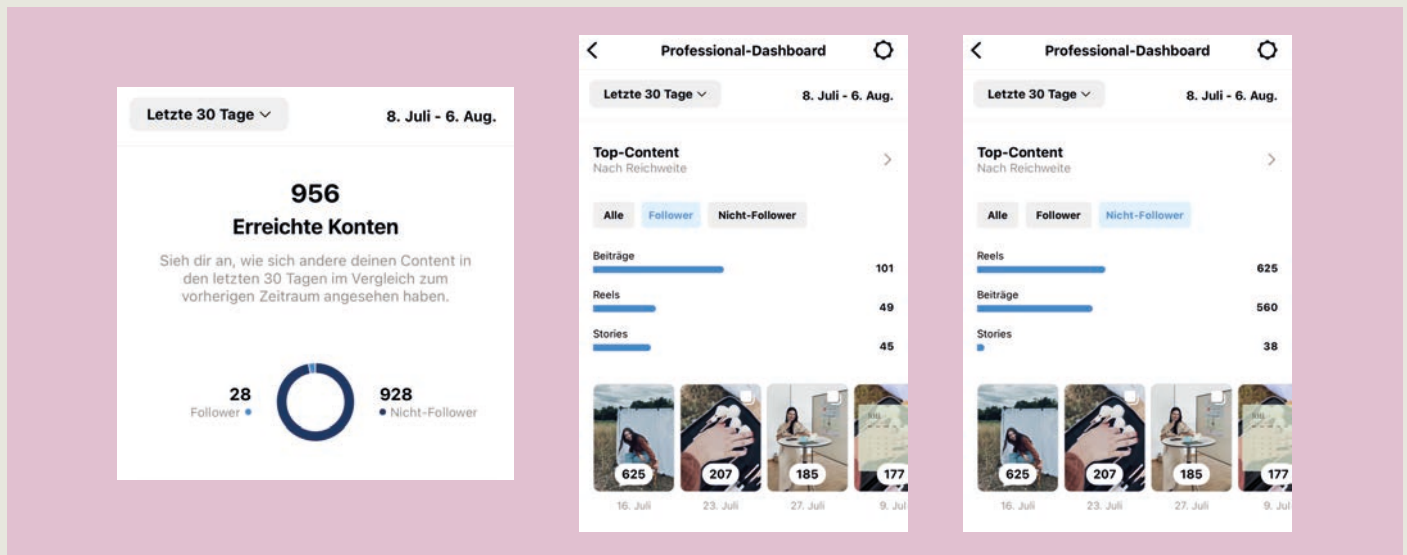 Letzte 30 Tage
8. Juli - 6. Aug.
956
Erreichte Konten
Sieh dir an, wie sich andere deinen Content in
den letzten 30 Tagen im Vergleich zum
vorherigen Zeitraum angesehen haben.
28
Follower
928
Nicht-Follower
Professional-Dashboard
Letzte 30 Tage
8. Juli - 6. Aug.
Top-Content
Nach Reichweite
Alle Follower Nicht-Follower
Beiträge
101
Reels
49
Stories
45
625 207 185 177
16. Juli 23. Juli 27. Juli 9. Jul
Professional-Dashboard
Letzte 30 Tage
8. Juli - 6. Aug.
Top-Content
Nach Reichweite
Alle Follower Nicht-Follower
Reels
625
Beiträge
560
Stories
38
625 207 185 177
16. Juli 23. Juli 27. Juli 9. Jul